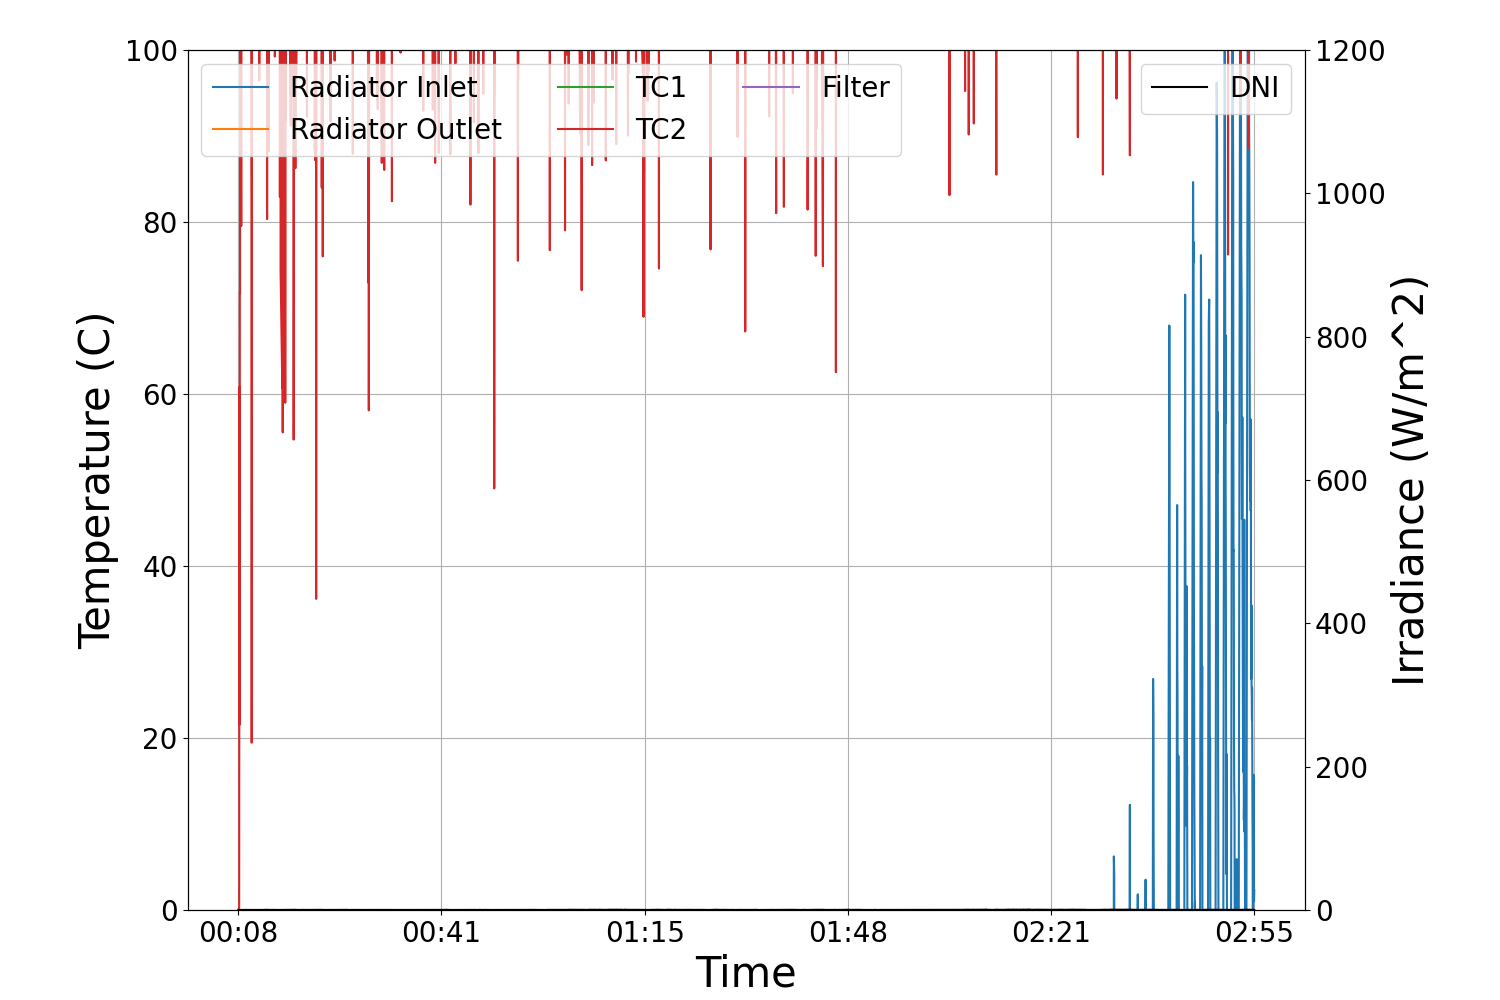 100
80
60
40
20
0
Temperature (C)
Radiator Inlet
Radiator Outlet
TC1
TC2
Filter
DNI
1200
1000
800
600
400
200
0
Irradiance (W/m^2)
00:08
00:41
01:15
01:48
02:21
02:55
Time